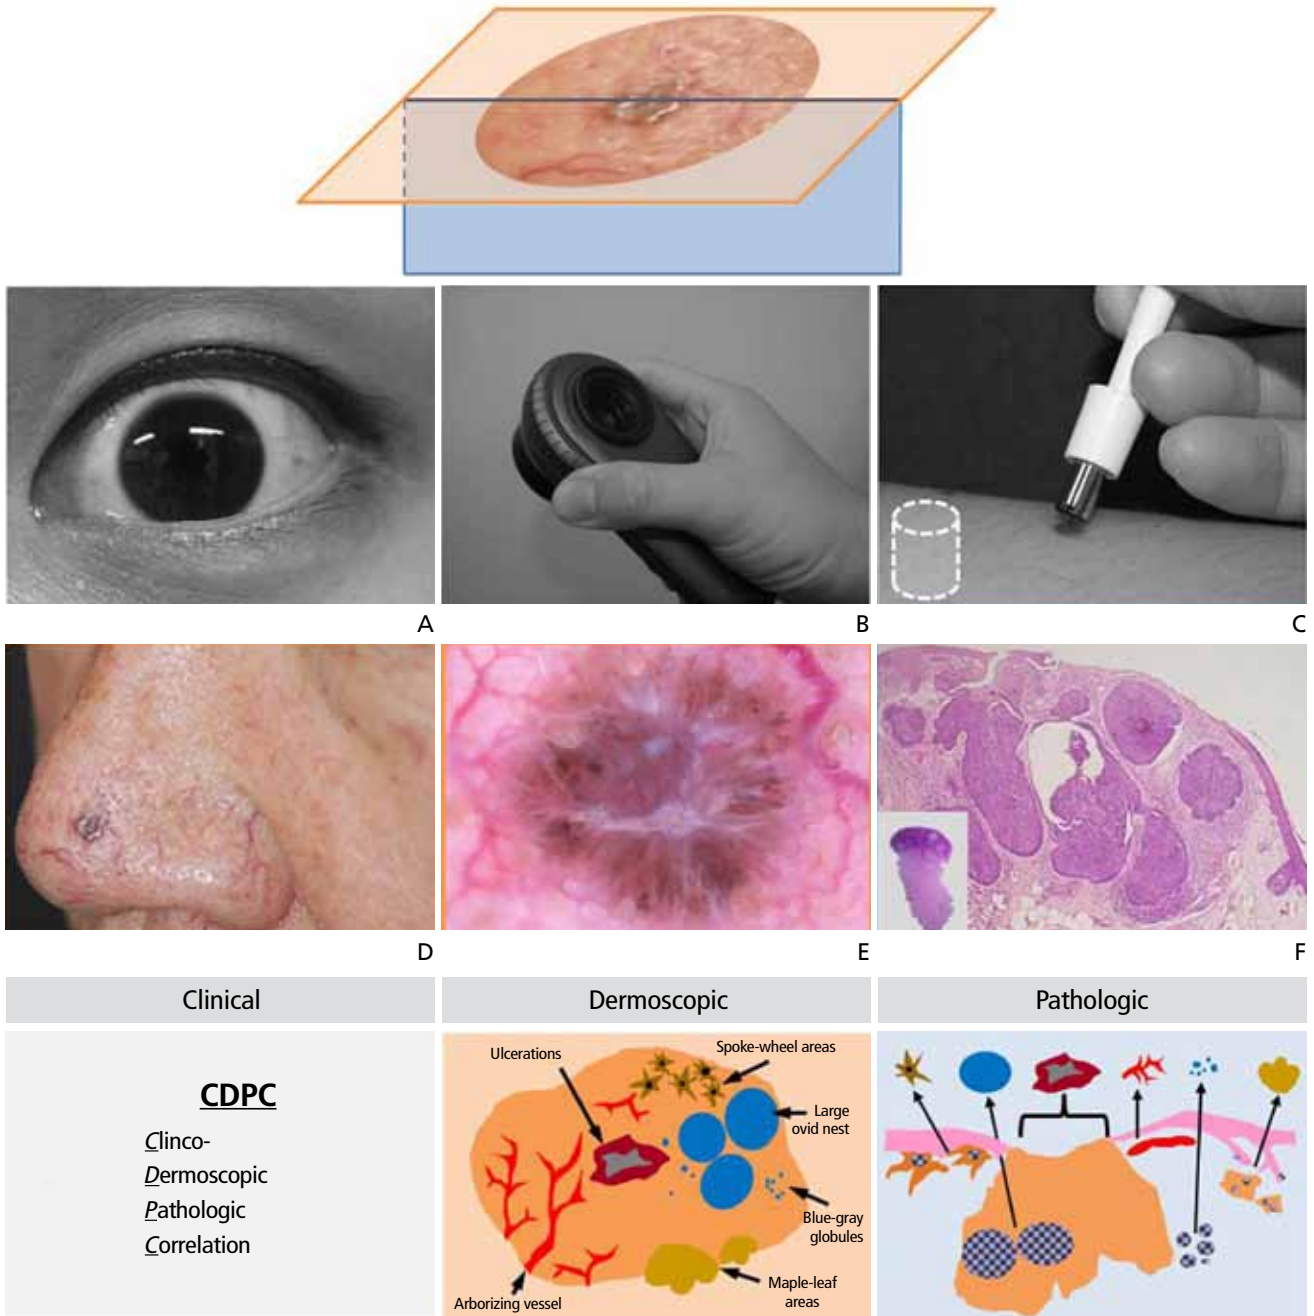 A
B
C
D
E
F
Clinical
Dermoscopic
Pathologic
CDPC
Clinco-
Dermoscopic
Pathologic
Correlation
Ulcerations
Spoke-wheel areas
Large
ovid nest
Blue-gray
globules
Maple-leaf
areas
Arborizing vessel